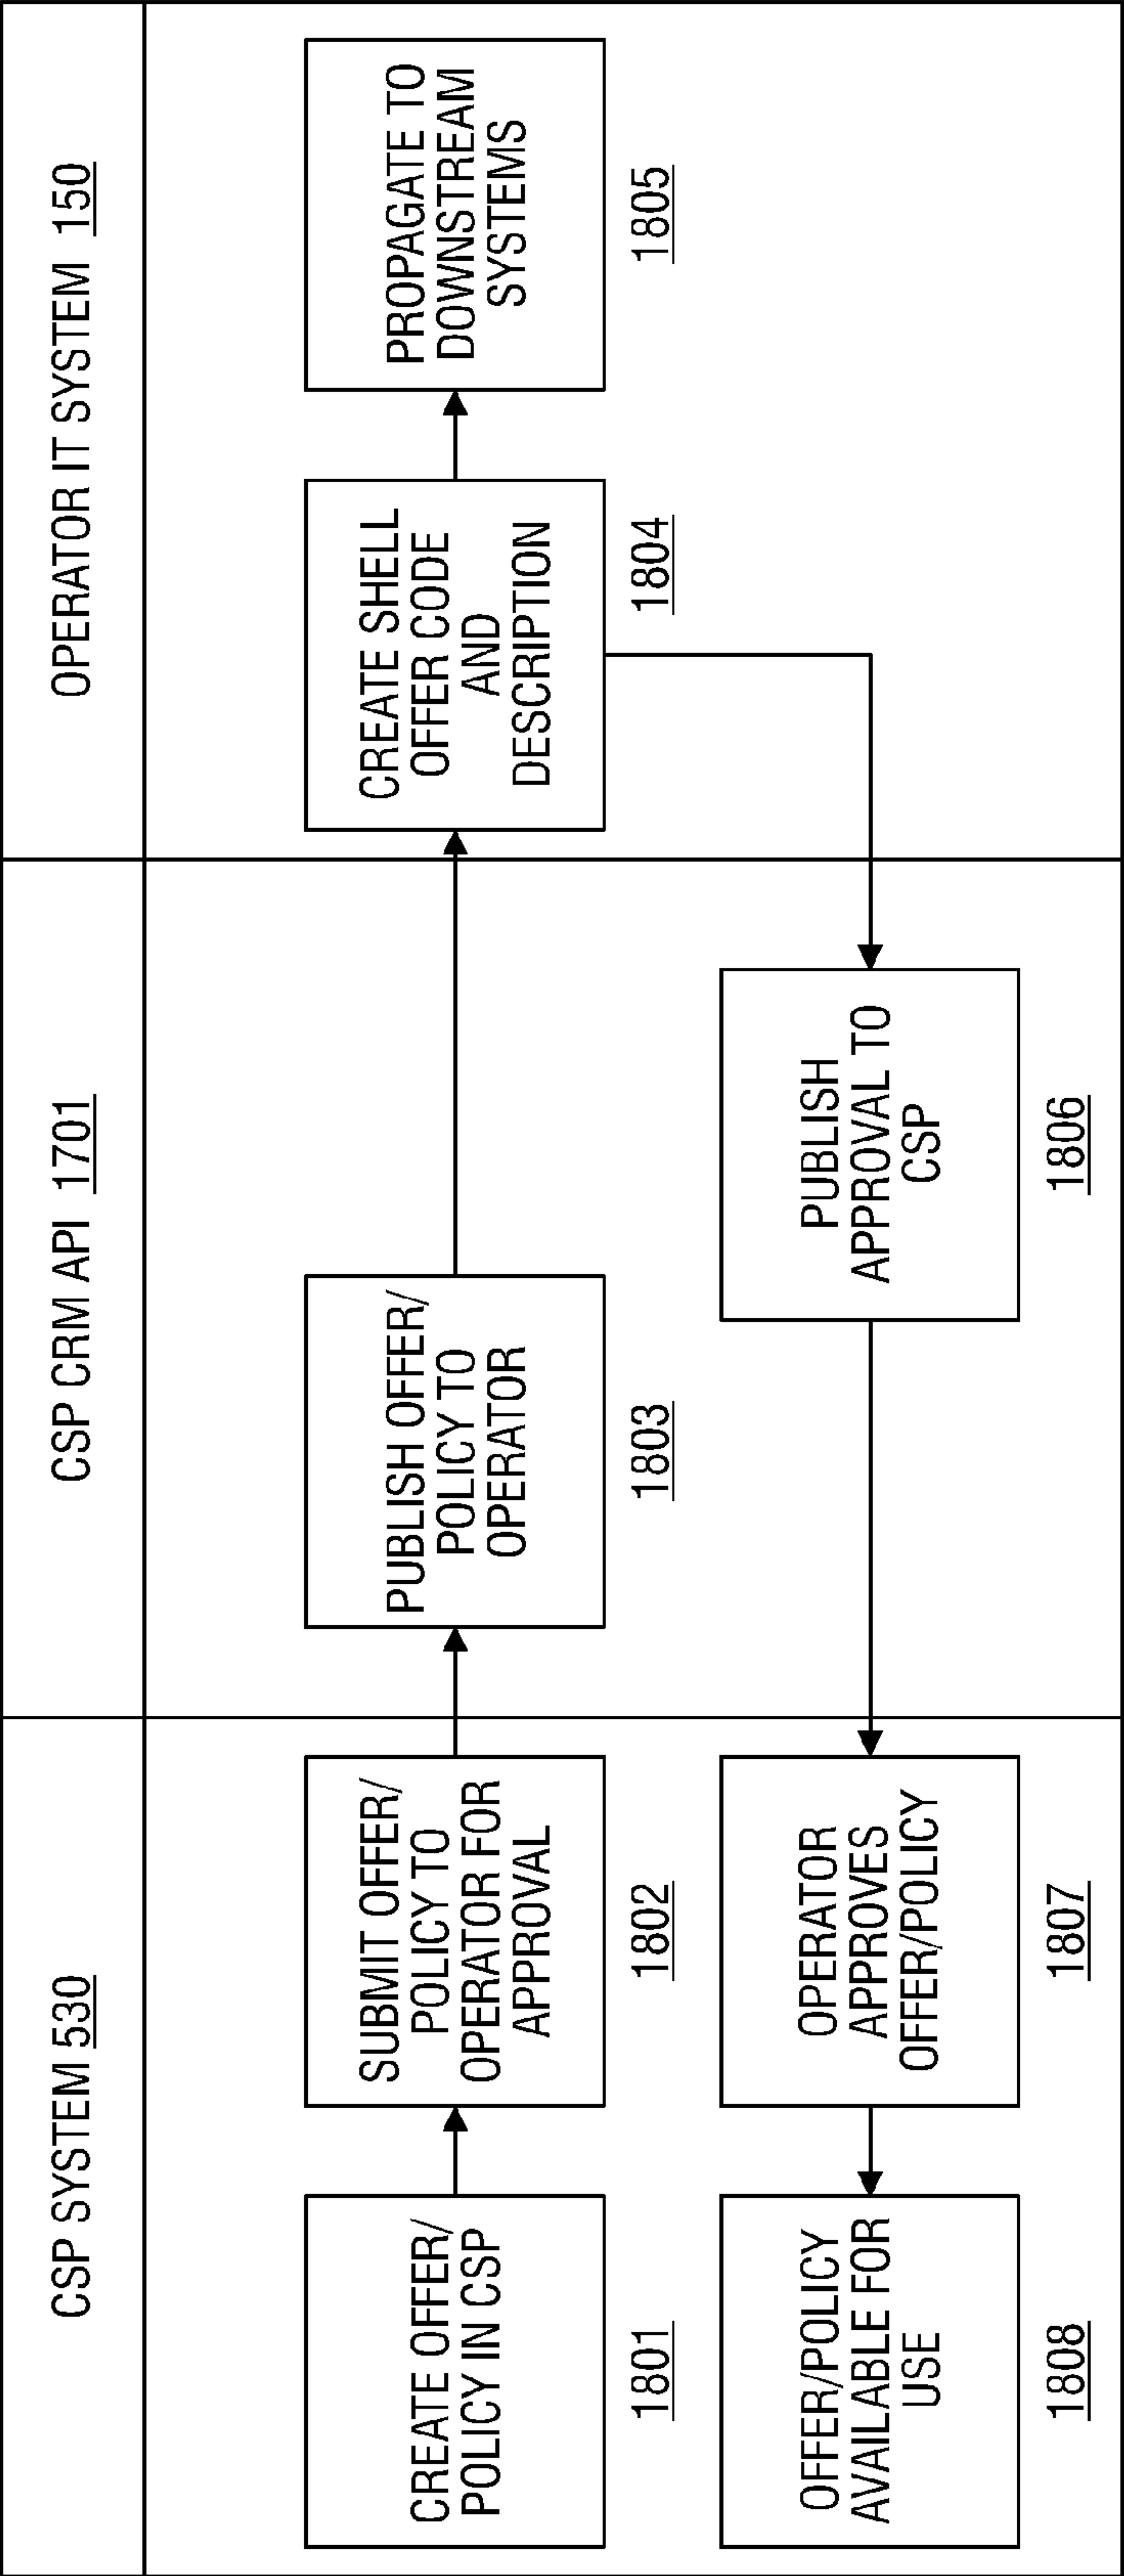 CSP SYSTEM 530
CSP CRM API 1701
OPERATOR IT SYSTEM 150
CREATE OFFER/
POLICY IN CSP
1801
SUBMIT OFFER/
POLICY TO
OPERATOR FOR
APPROVAL
1802
PUBLISH OFFER/
POLICY TO
OPERATOR
1803
CREATE SHELL
OFFER CODE
AND
DESCRIPTION
1804
PROPAGATE TO
DOWNSTREAM
SYSTEMS
1805
OFFER/POLICY
AVAILABLE FOR
USE
1808
OPERATOR
APPROVES
OFFER/POLICY
1807
PUBLISH
APPROVAL TO
CSP
1806